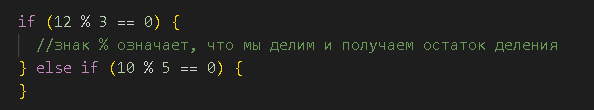 if (12 % 3 == 0) {
//знак % означает, что мы делим и получаем остаток деления
} else if (10 % 5 == 0) {
}